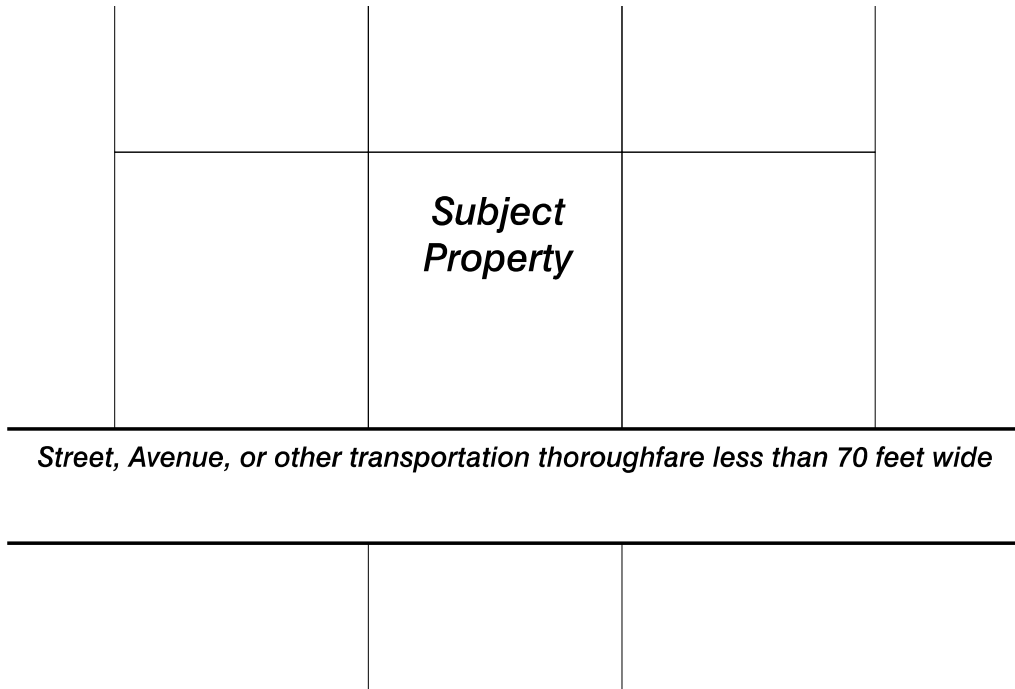 Subject
Property
Street, Avenue, or other transportation thoroughfare less than 70 feet wide